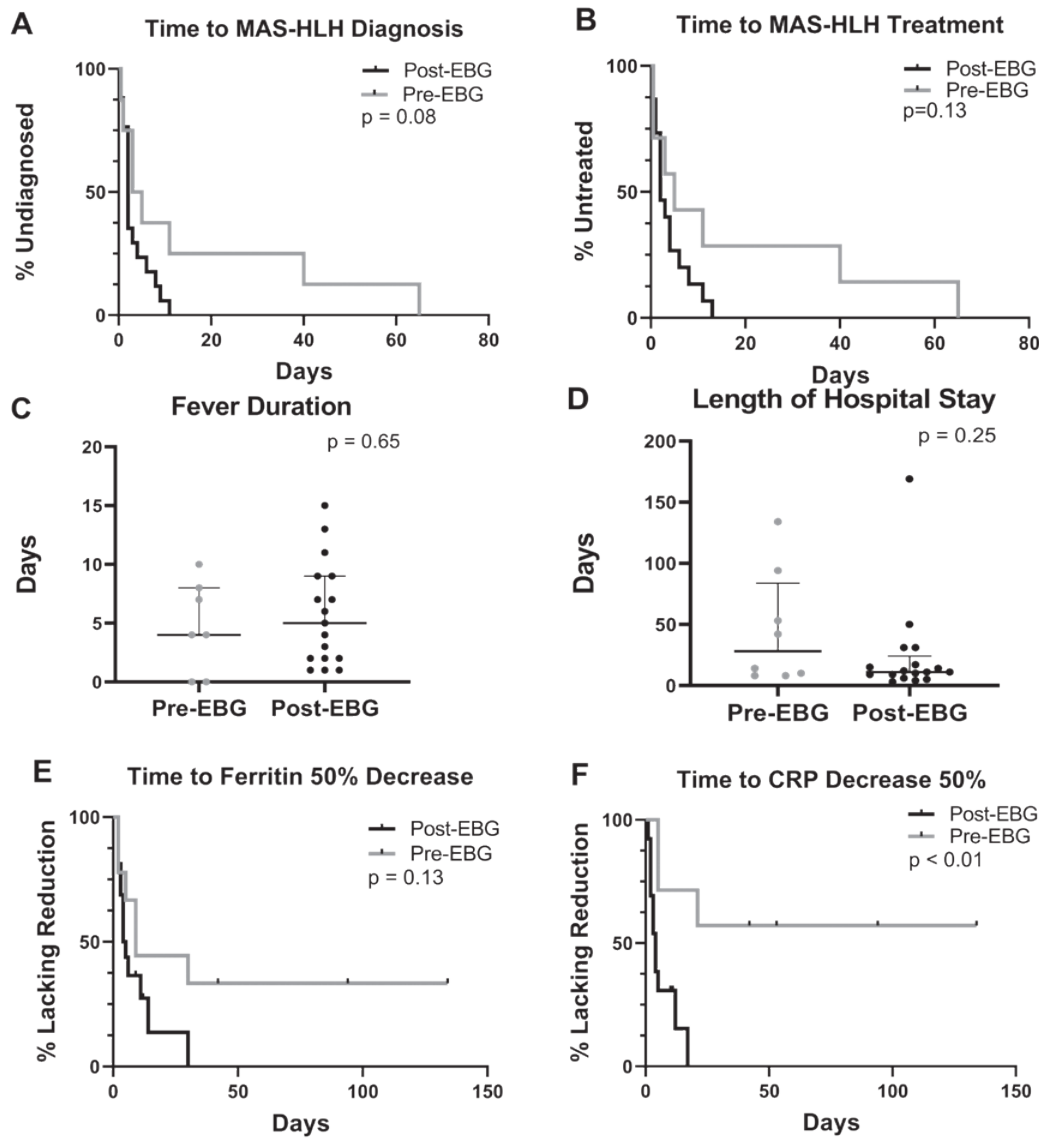 A
Time to MAS-HLH Diagnosis
Post-EBG
Pre-EBG
p = 0.08
% Undiagnosed
100
50
0
0 20 40 60 80
Days
B
Time to MAS-HLH Treatment
Post-EBG
Pre-EBG
p=0.13
% Untreated
100
50
0
0 20 40 60 80
Days
C
Fever Duration
p = 0.65
Days
20
15
10
5
0
Pre-EBG Post-EBG
D
Length of Hospital Stay
p = 0.25
Days
200
150
100
50
0
Pre-EBG Post-EBG
E
Time to Ferritin 50% Decrease
Post-EBG
Pre-EBG
p = 0.13
% Lacking Reduction
100
50
0
0 50 100 150
Days
F
Time to CRP Decrease 50%
Post-EBG
Pre-EBG
p < 0.01
% Lacking Reduction
100
50
0
0 50 100 150
Days